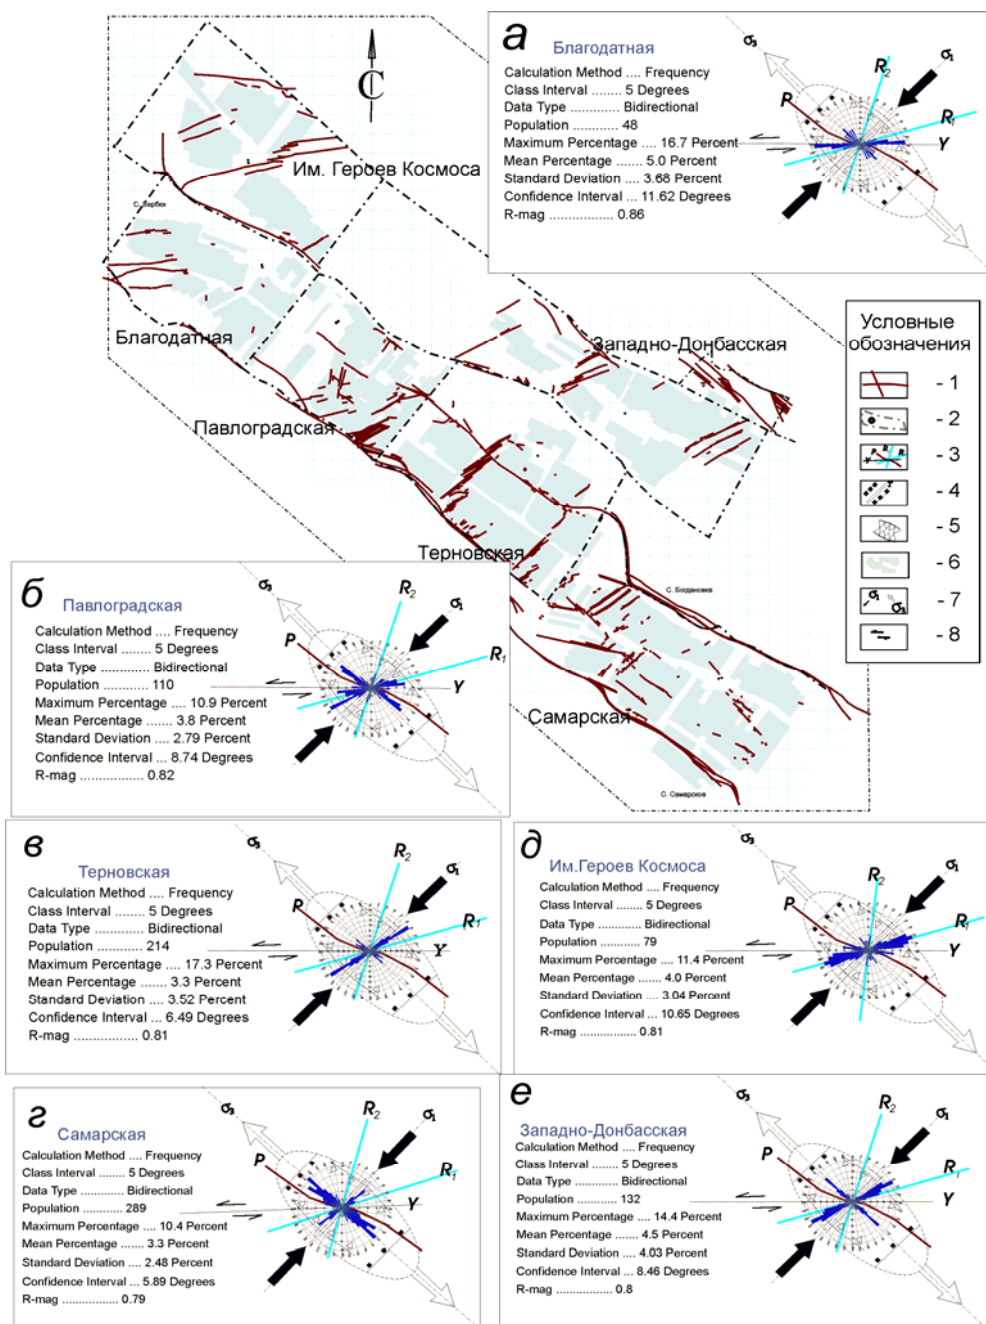 а
Благодатная
Calculation Method .... Frequency
Class Interval ........ 5 Degrees
Data Type ............. Bidirectional
Population ............ 48
Maximum Percentage .... 16.7 Percent
Mean Percentage ....... 5.0 Percent
Standard Deviation .... 3.68 Percent
Confidence Interval ... 11.62 Degrees
R-mag ................. 0.86
σ3
R2
σ1
P
R1
Y
С
Им. Героев Космоса
Благодатная
Западно-Донбасская
Павлоградская
Терновская
С. Богдановка
Самарская
С. Самарское
Условные
обозначения
- 1
- 2
- 3
- 4
- 5
- 6
σ1
- 7
- 8
б
Павлоградская
Calculation Method .... Frequency
Class Interval ........ 5 Degrees
Data Type ............. Bidirectional
Population ............ 110
Maximum Percentage .... 10.9 Percent
Mean Percentage ....... 3.8 Percent
Standard Deviation .... 2.79 Percent
Confidence Interval ... 8.74 Degrees
R-mag ................. 0.82
σ3
R2
σ1
P
R1
Y
в
Терновская
Calculation Method .... Frequency
Class Interval ........ 5 Degrees
Data Type ............. Bidirectional
Population ............ 214
Maximum Percentage .... 17.3 Percent
Mean Percentage ....... 3.3 Percent
Standard Deviation .... 3.52 Percent
Confidence Interval ... 6.49 Degrees
R-mag ................. 0.81
σ3
R2
σ1
P
R1
Y
д
Им.Героев Космоса
Calculation Method .... Frequency
Class Interval ........ 5 Degrees
Data Type ............. Bidirectional
Population ............ 79
Maximum Percentage .... 11.4 Percent
Mean Percentage ....... 4.0 Percent
Standard Deviation .... 3.04 Percent
Confidence Interval ... 10.65 Degrees
R-mag ................. 0.81
σ3
R2
σ1
P
R1
Y
г
Самарская
Calculation Method .... Frequency
Class Interval ........ 5 Degrees
Data Type ............. Bidirectional
Population ............ 289
Maximum Percentage .... 10.4 Percent
Mean Percentage ....... 3.3 Percent
Standard Deviation .... 2.48 Percent
Confidence Interval ... 5.89 Degrees
R-mag ................. 0.79
σ3
R2
σ1
P
R1
Y
е
Западно-Донбасская
Calculation Method .... Frequency
Class Interval ........ 5 Degrees
Data Type ............. Bidirectional
Population ............ 132
Maximum Percentage .... 14.4 Percent
Mean Percentage ....... 4.5 Percent
Standard Deviation .... 4.03 Percent
Confidence Interval ... 8.46 Degrees
R-mag ................. 0.8
σ3
R2
σ1
P
R1
Y